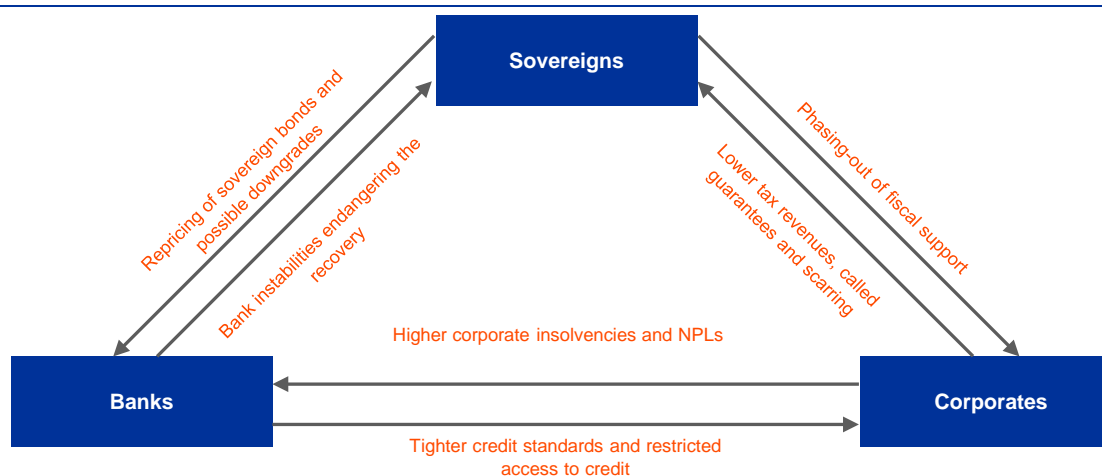 Sovereigns
Repricing of sovereign bonds and
possible downgrades
Bank instabilities endangering the
recovery
Lower tax revenues, called
guarantees and scarring
Phasing-out of fiscal support
Higher corporate insolvencies and NPLs
Banks
Corporates
Tighter credit standards and restricted
access to credit